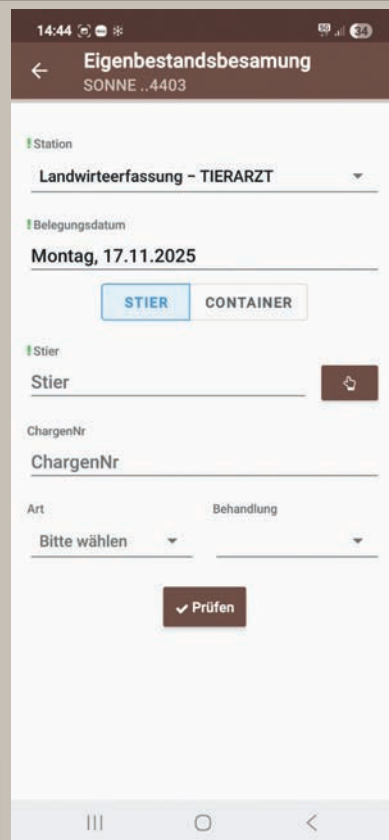 14:44 34
Eigenbestandsbesamung
SONNE ..4403
! Station
Landwirteerfassung – TIERARZT
! Belegungsdatum
Montag, 17.11.2025
STIER CONTAINER
! Stier
Stier
ChargenNr
ChargenNr
Art Behandlung
Bitte wählen
Prüfen